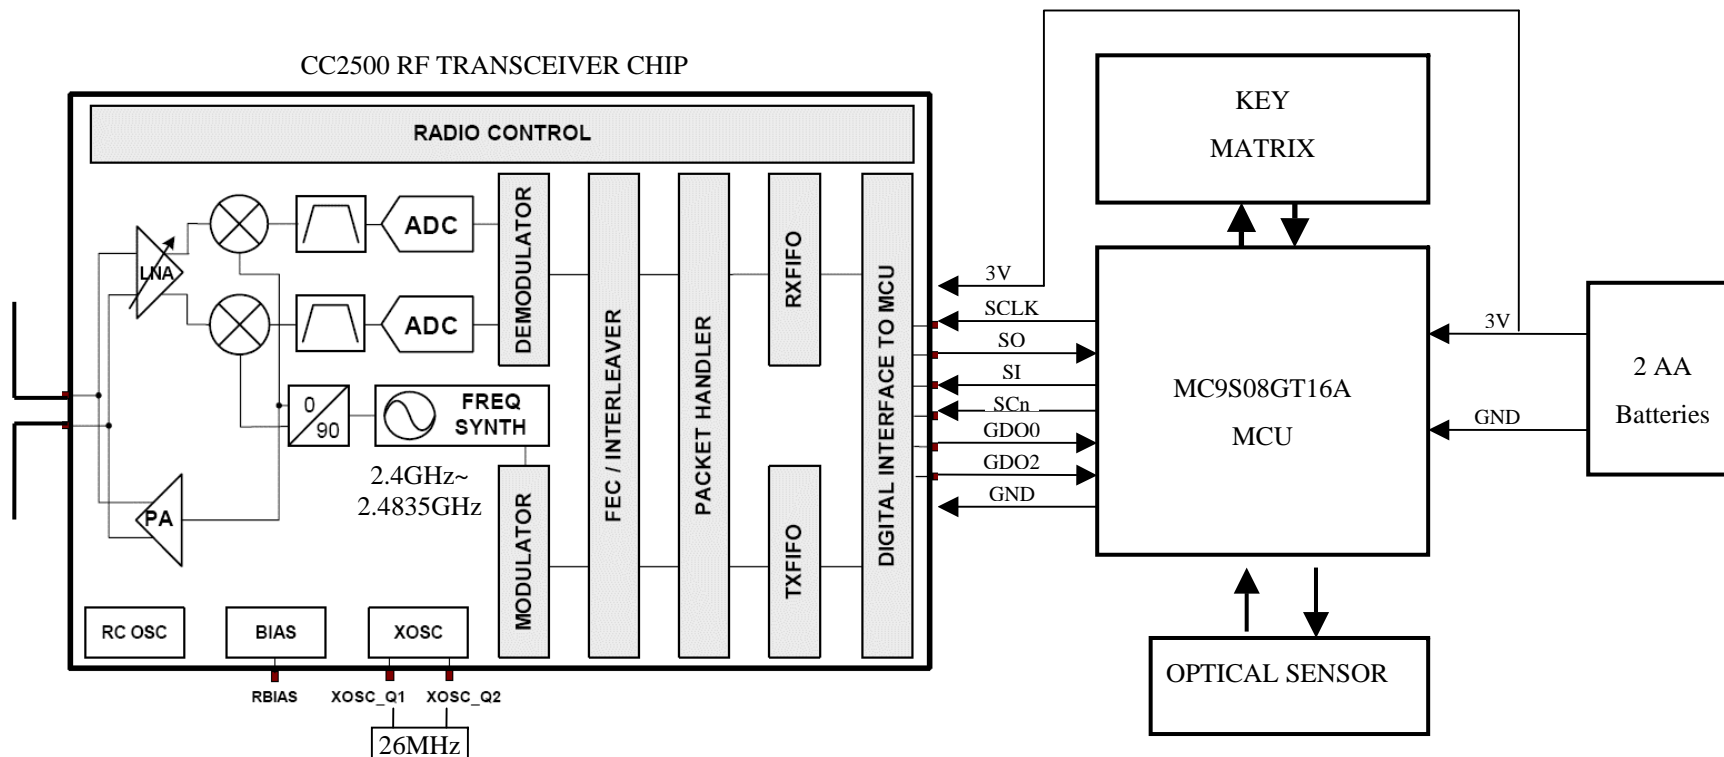 CC2500 RF TRANSCEIVER CHIP
RADIO CONTROL
LNA
ADC
ADC
DEMODULATOR
FEC / INTERLEAVER
PACKET HANDLER
RXFIFO
DIGITAL INTERFACE TO MCU
0
90
FREQ
SYNTH
2.4GHz~
2.4835GHz
PA
MODULATOR
TXFIFO
RC OSC
BIAS
XOSC
RBIAS
XOSC_Q1
XOSC_Q2
26MHz
3V
SCLK
SO
SI
SCn
GDO0
GDO2
GND
KEY
MATRIX
MC9S08GT16A
MCU
OPTICAL SENSOR
3V
GND
2 AA
Batteries